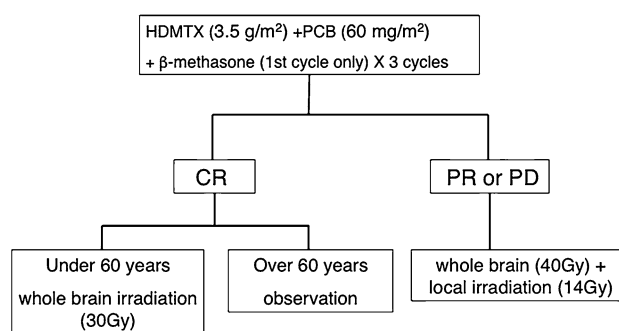 HDMTX (3.5 g/m²) +PCB (60 mg/m²)
+ β-methasone (1st cycle only) X 3 cycles
CR
PR or PD
Under 60 years
whole brain irradiation
(30Gy)
Over 60 years
observation
whole brain (40Gy) +
local irradiation (14Gy)